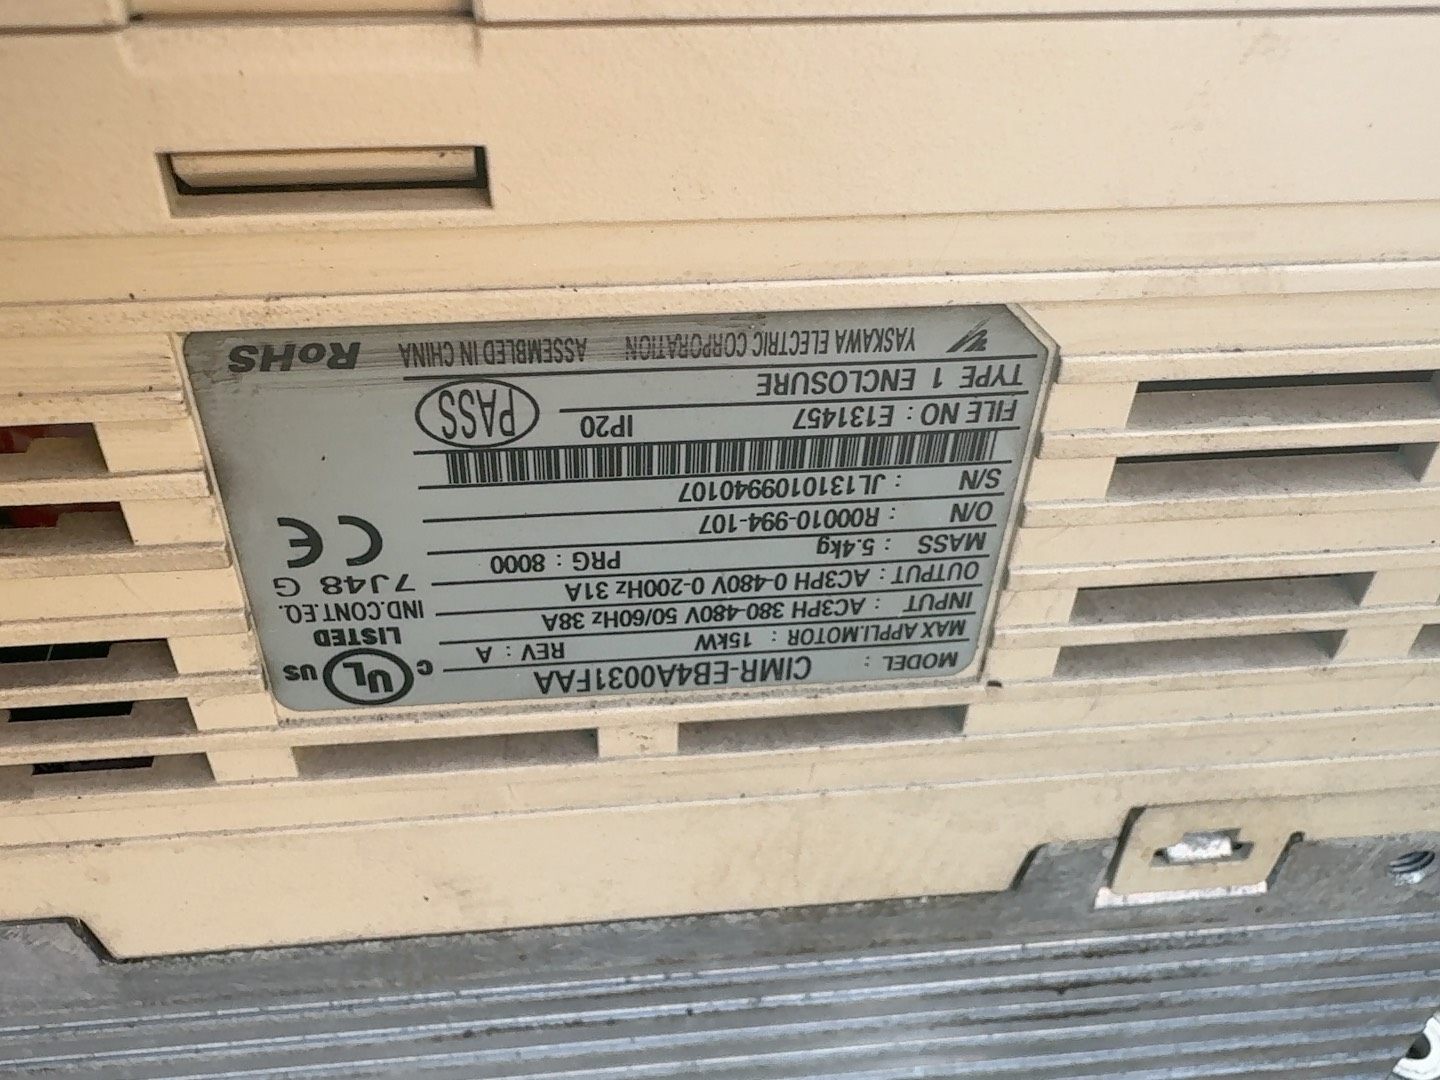 MODEL : CIMR-EB4A0031FAA
MAX APPLI.MOTOR : 15kW REV : A
INPUT : AC3PH 380-480V 50/60Hz 38A
OUTPUT : AC3PH 0-480V 0-200Hz 31A
MASS : 5.4kg PRG : 8000
O/N : R00010-994-107
S/N : JL1310109940107
FILE NO : E131457 IP20
TYPE 1 ENCLOSURE
YASKAWA ELECTRIC CORPORATION ASSEMBLED IN CHINA
C UL US
LISTED
IND.CONT.EQ.
7J48 G
CE
PASS
RoHS